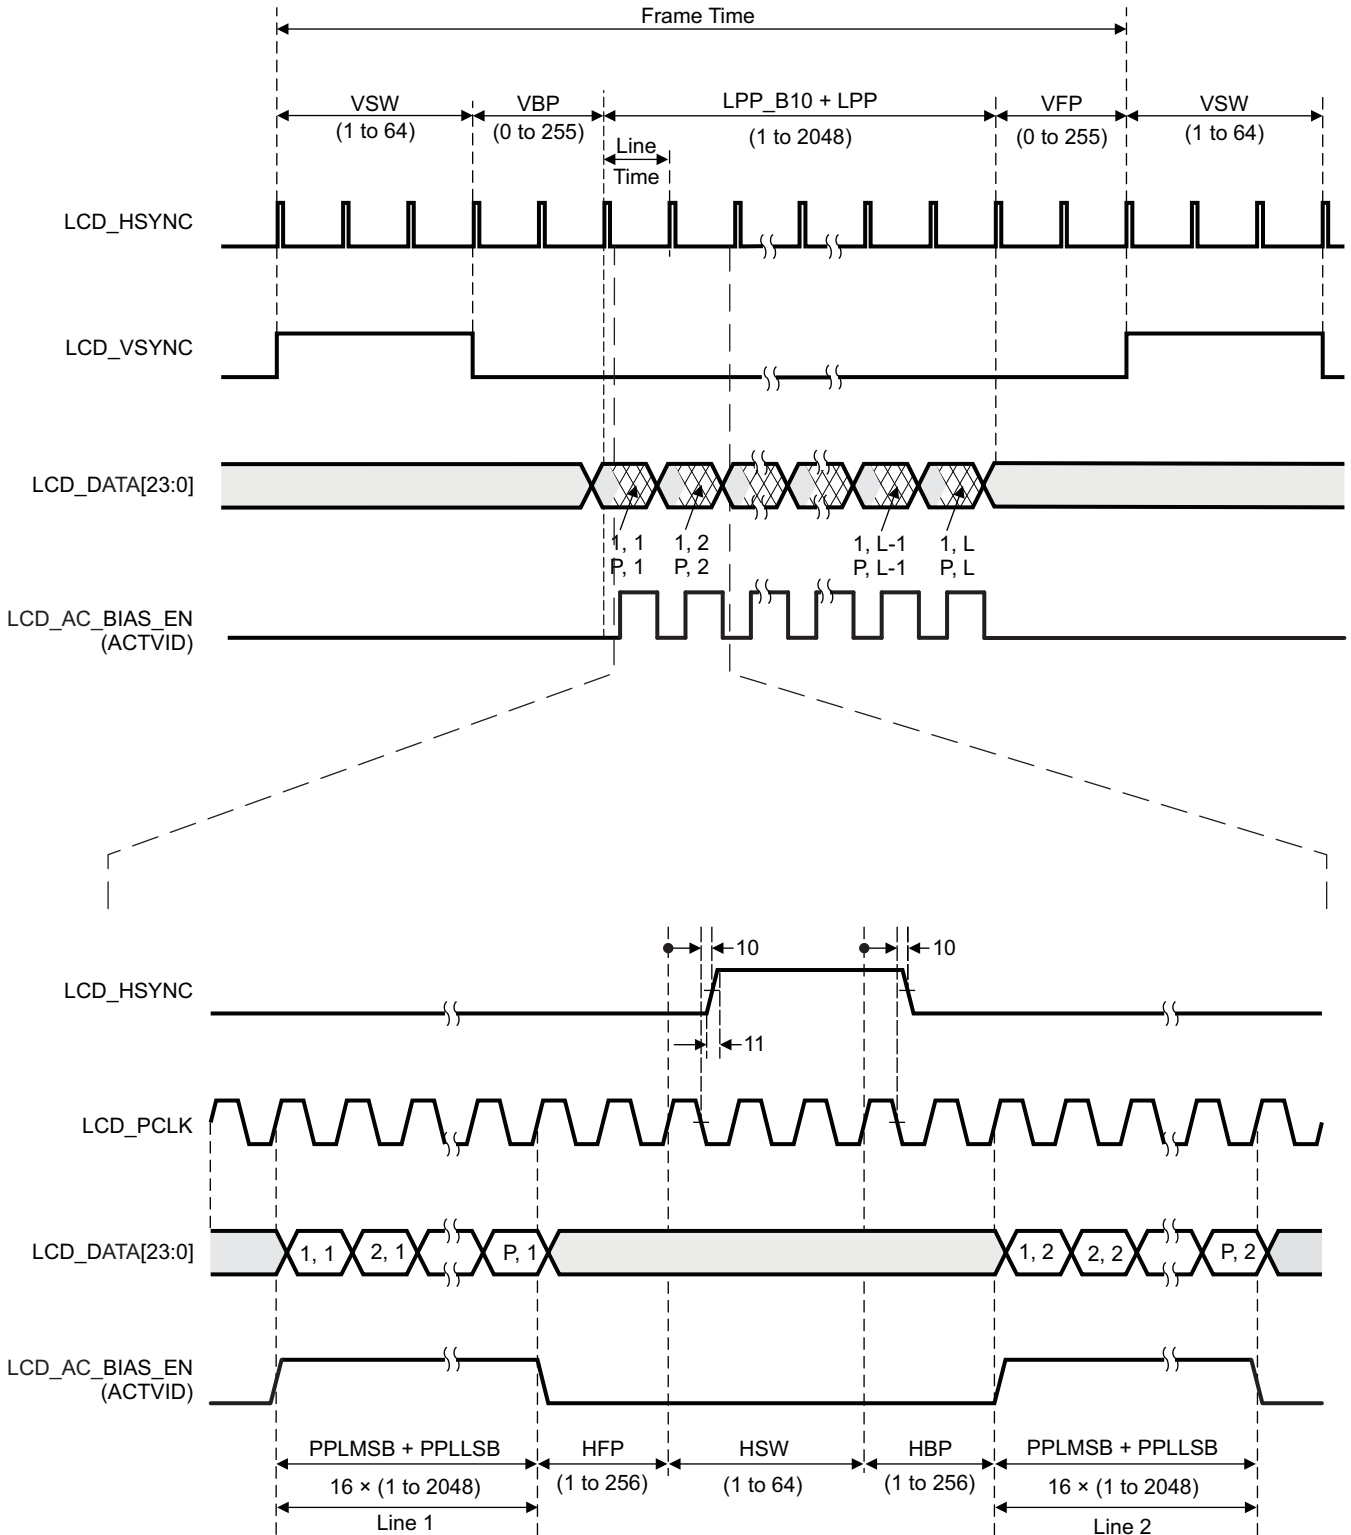 Frame Time
VSW
(1 to 64)
VBP
(0 to 255)
LPP_B10 + LPP
(1 to 2048)
VFP
(0 to 255)
VSW
(1 to 64)
Line
Time
LCD_HSYNC
LCD_VSYNC
LCD_DATA[23:0]
1, 1
P, 1
1, 2
P, 2
1, L-1
P, L-1
1, L
P, L
LCD_AC_BIAS_EN
(ACTVID)
10
10
LCD_HSYNC
11
LCD_PCLK
LCD_DATA[23:0]
1, 1
2, 1
P, 1
1, 2
2, 2
P, 2
LCD_AC_BIAS_EN
(ACTVID)
PPLMSB + PPLLSB
16 × (1 to 2048)
Line 1
HFP
(1 to 256)
HSW
(1 to 64)
HBP
(1 to 256)
PPLMSB + PPLLSB
16 × (1 to 2048)
Line 2